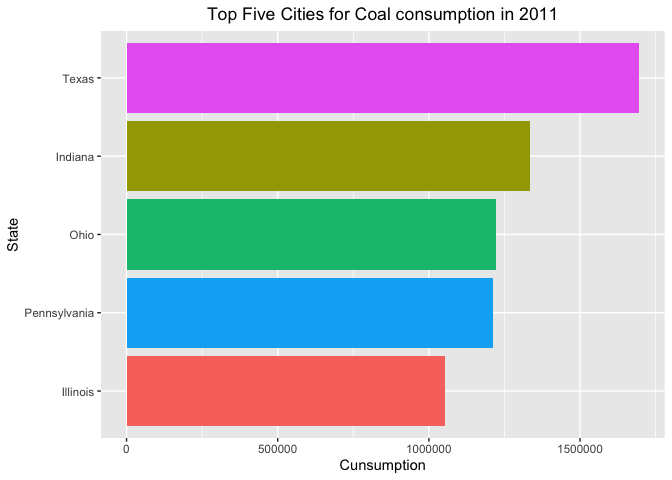 Top Five Cities for Coal consumption in 2011
State
Texas
Indiana
Ohio
Pennsylvania
Illinois
0 500000 1000000 1500000
Cunsumption